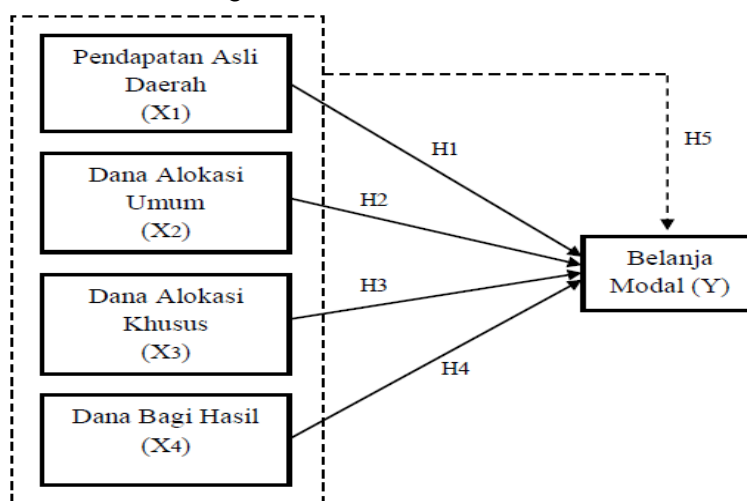 Pendapatan Asli
Daerah
(X1)
H1
H5
Dana Alokasi
Umum
(X2)
H2
Belanja
Modal (Y)
Dana Alokasi
Khusus
(X3)
H3
H4
Dana Bagi Hasil
(X4)